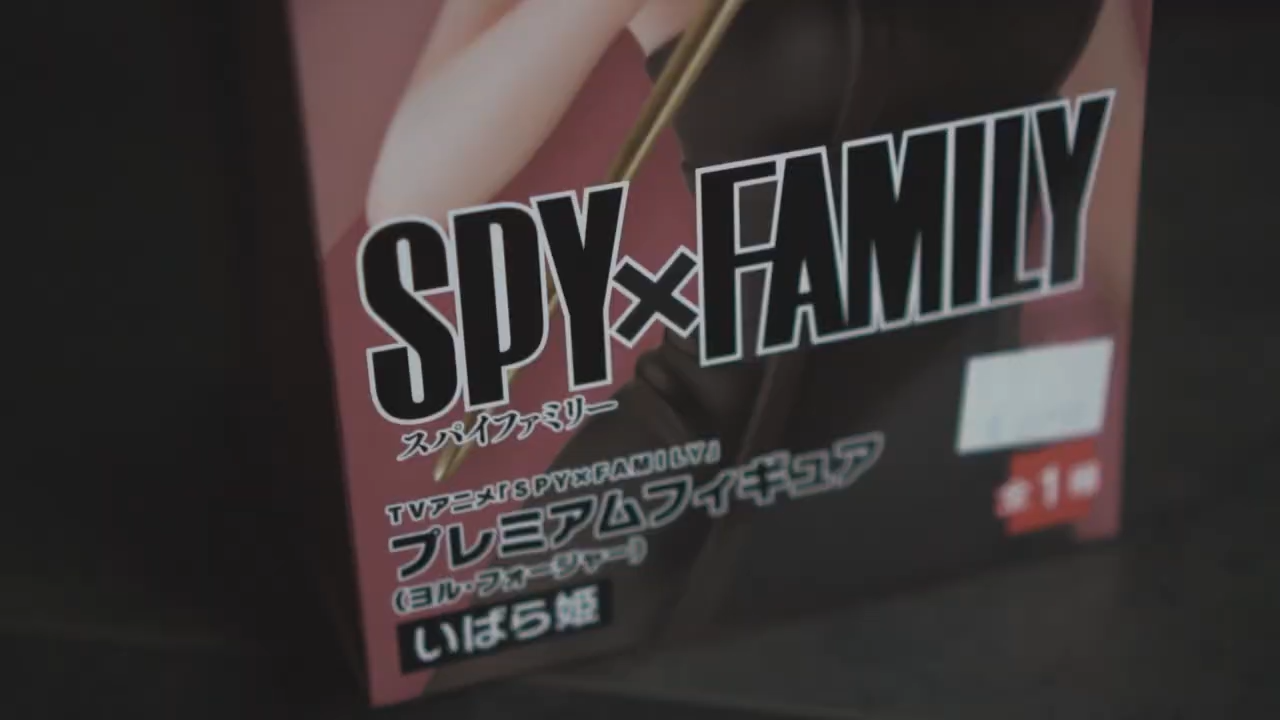 SPY×FAMILY
スパイファミリー
TVアニメ「SPY×FAMILY」
プレミアムフィギュア
(ヨル・フォージャー)
いばら姫
全1種